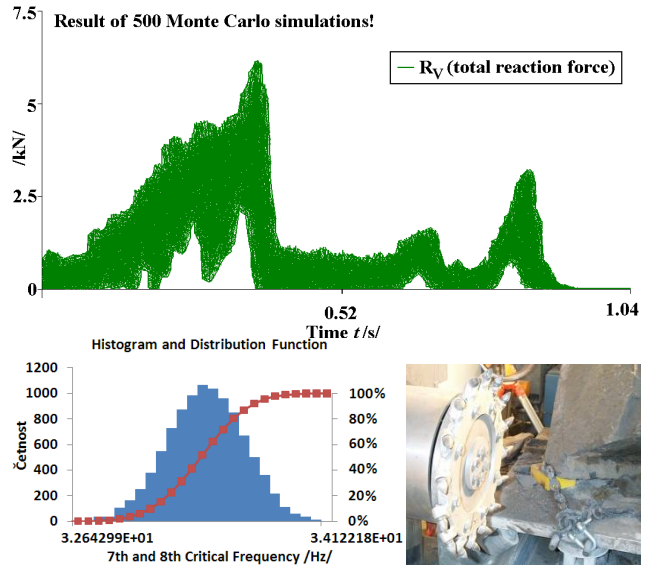 7.5
Result of 500 Monte Carlo simulations!
R_V (total reaction force)
5
/kN/
2.5
0
0.52
1.04
Time t /s/
Histogram and Distribution Function
1200
1000
800
600
400
200
0
Četnost
100%
80%
60%
40%
20%
0%
3.264299E+01
3.412218E+01
7th and 8th Critical Frequency /Hz/